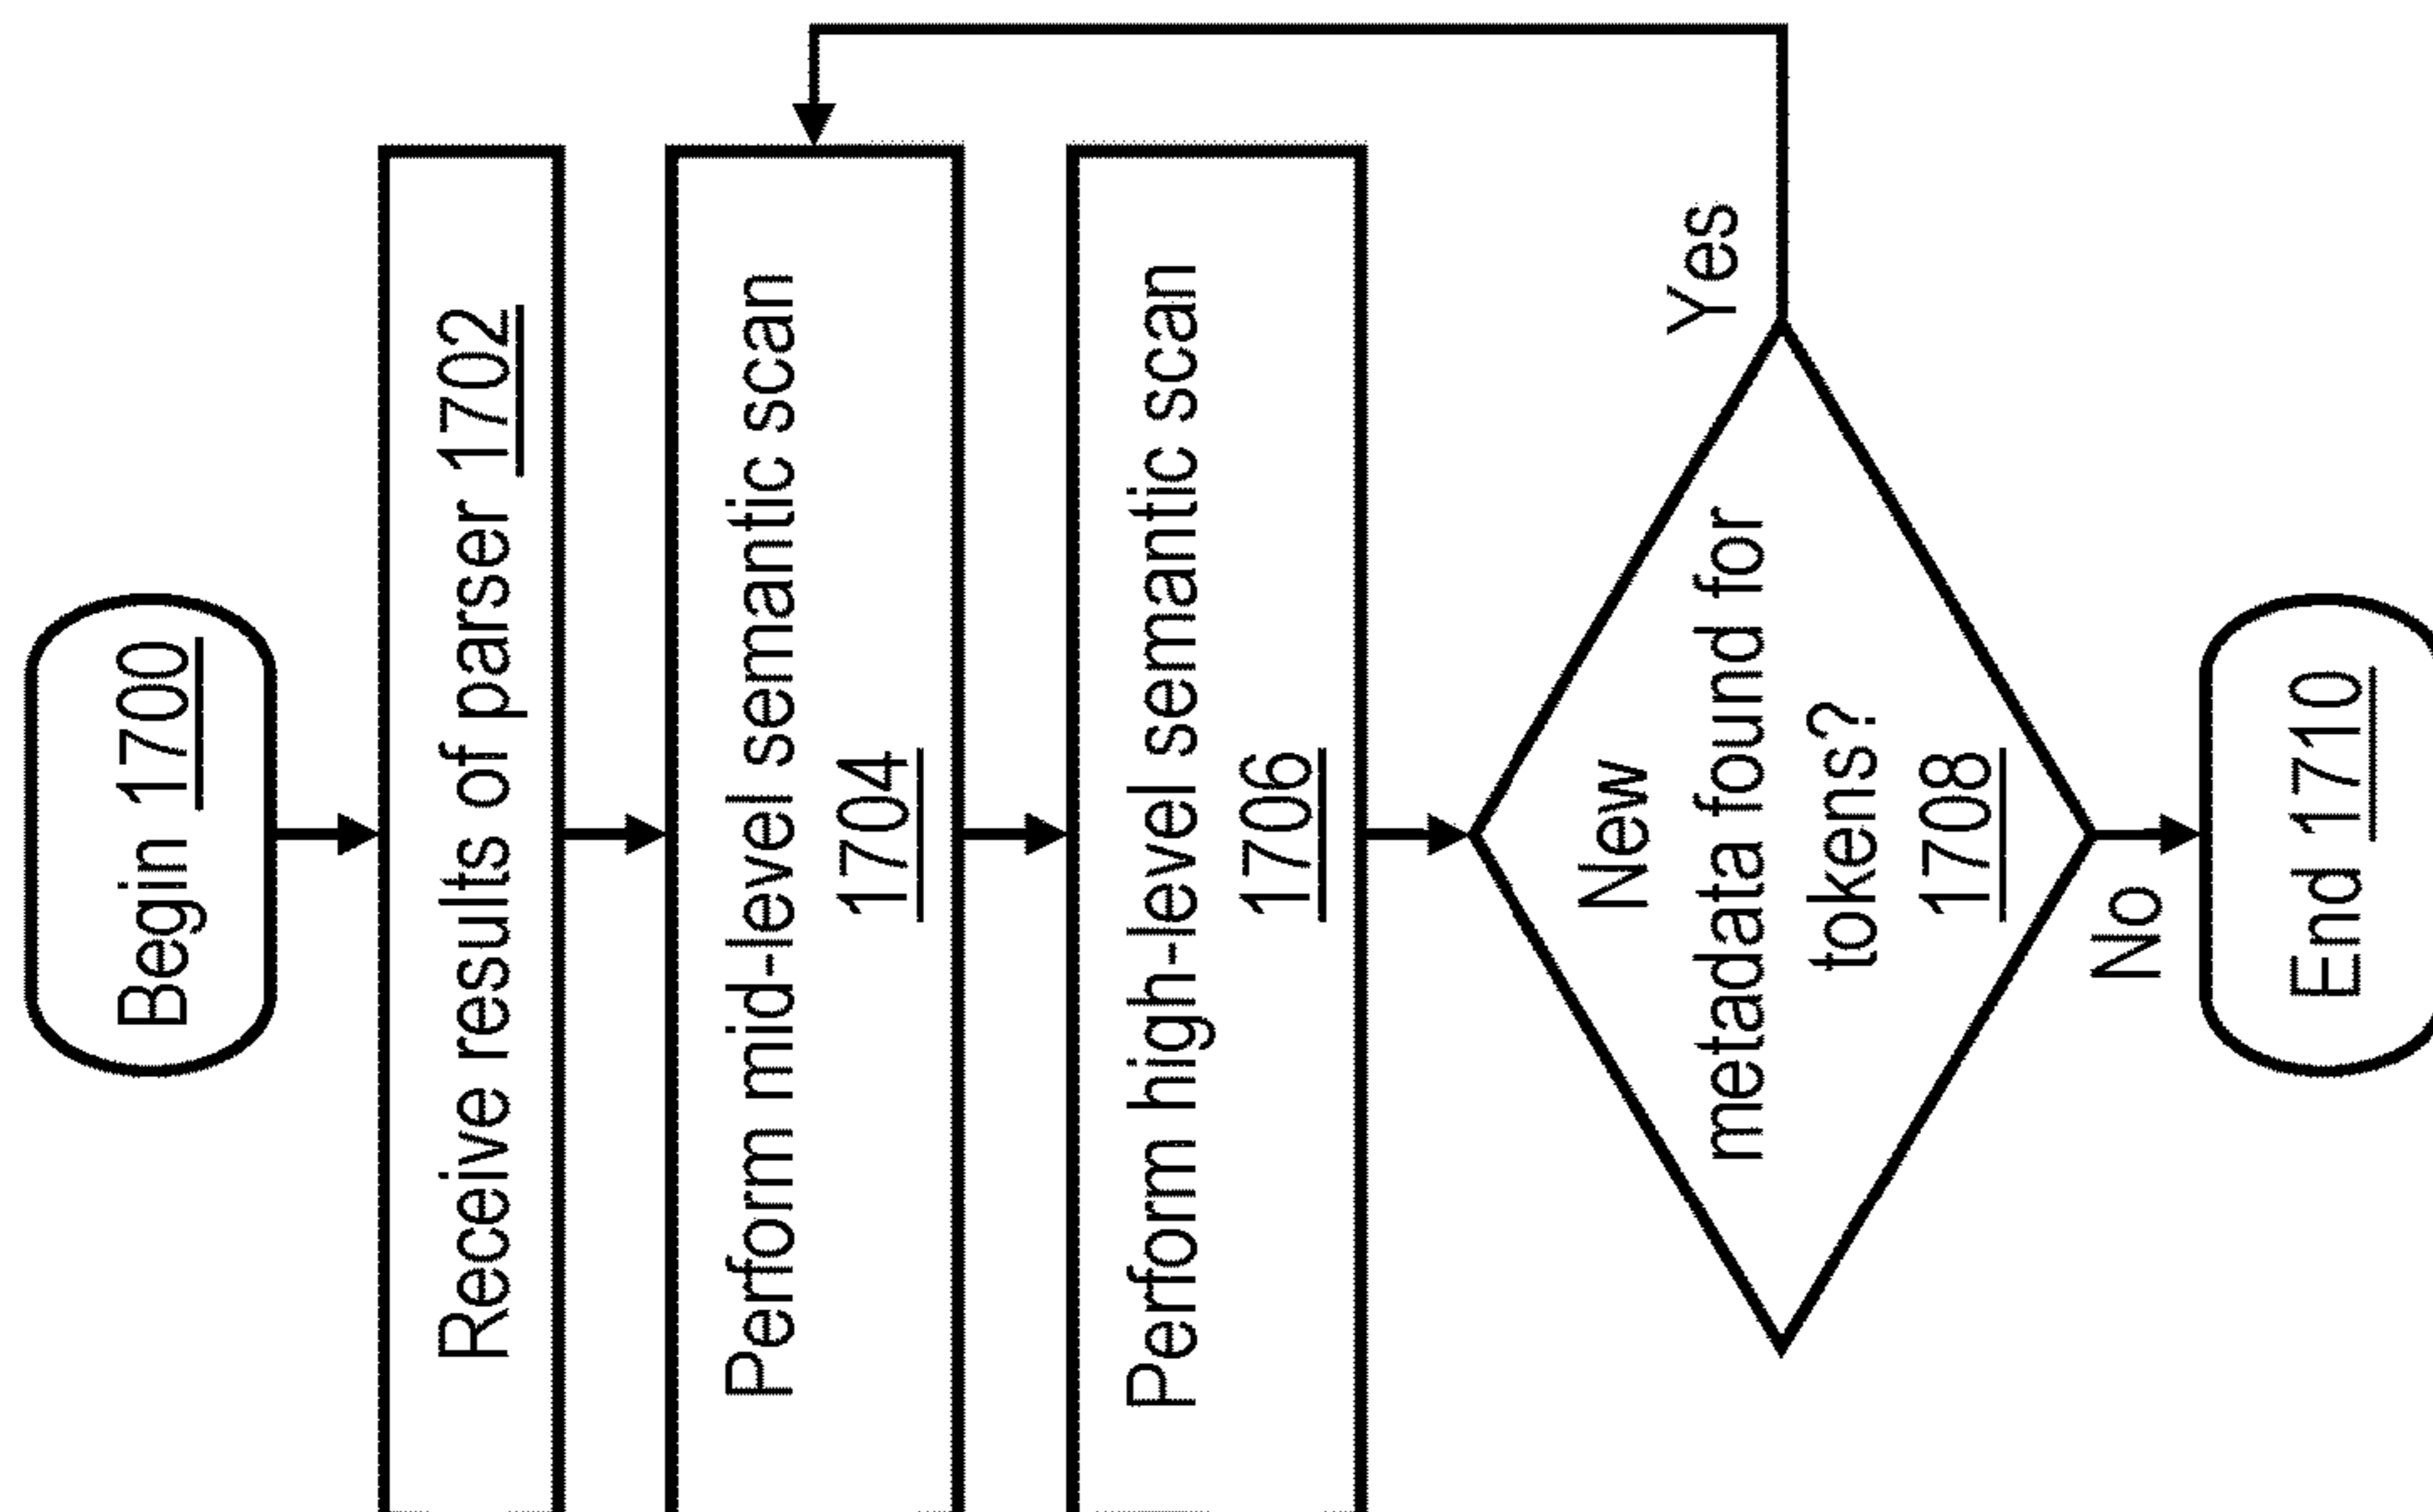 Begin 1700
Receive results of parser 1702
Perform mid-level semantic scan
1704
Perform high-level semantic scan
1706
New
metadata found for
tokens?
1708
Yes
No
End 1710